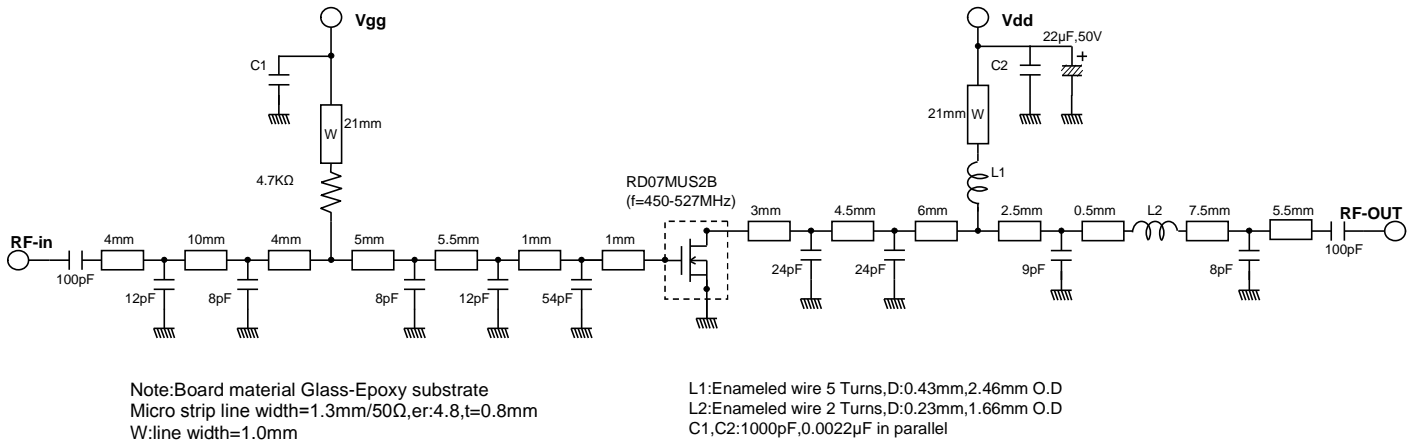 Vgg
Vdd
22µF,50V
+
C1
C2
W
21mm
21mm
W
4.7KΩ
L1
RD07MUS2B
(f=450-527MHz)
RF-in
4mm
10mm
4mm
5mm
5.5mm
1mm
1mm
3mm
4.5mm
6mm
2.5mm
0.5mm
L2
7.5mm
5.5mm
RF-OUT
100pF
12pF
8pF
8pF
12pF
54pF
24pF
24pF
9pF
8pF
100pF
Note:Board material Glass-Epoxy substrate
Micro strip line width=1.3mm/50Ω,er:4.8,t=0.8mm
W:line width=1.0mm
L1:Enameled wire 5 Turns,D:0.43mm,2.46mm O.D
L2:Enameled wire 2 Turns,D:0.23mm,1.66mm O.D
C1,C2:1000pF,0.0022µF in parallel